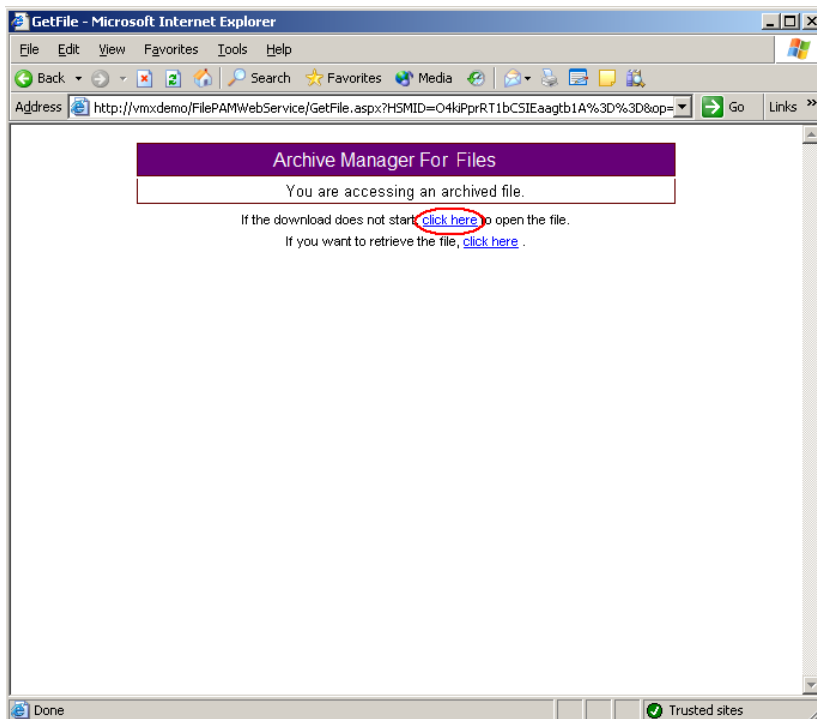 GetFile - Microsoft Internet Explorer
File Edit View Favorites Tools Help
Back Search Favorites Media
Address http://vmxdemo/FilePAMWebService/GetFile.aspx?HSMID=O4kiPprRT1bCSIEaagtb1A%3D%3D&op= Go Links »
Archive Manager For Files
You are accessing an archived file.
If the download does not start, click here to open the file.
If you want to retrieve the file, click here .
Done Trusted sites